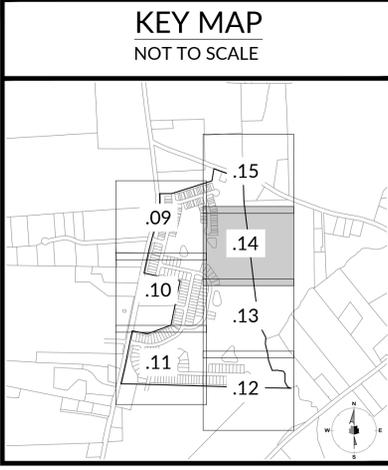 KEY MAP
NOT TO SCALE
.15
.09
.14
.10
.13
.11
.12
N
W E
S